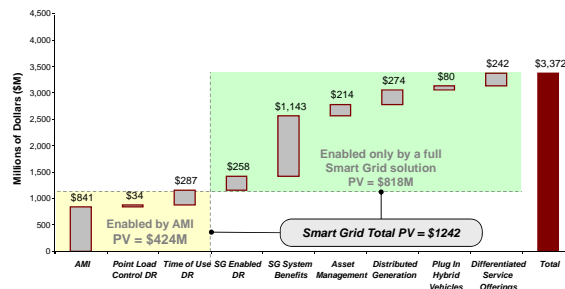 4,500
4,000
3,500
3,000
2,500
2,000
1,500
1,000
500
0
Millions of Dollars ($M)
$841
$34
$287
$258
$1,143
$214
$274
$80
$242
$3,372
Enabled by AMI
PV = $424M
Enabled only by a full
Smart Grid solution
PV = $818M
Smart Grid Total PV = $1242
AMI
Point Load
Control DR
Time of Use
DR
SG Enabled
DR
SG System
Benefits
Asset
Management
Distributed
Generation
Plug In
Hybrid
Vehicles
Differentiated
Service
Offerings
Total